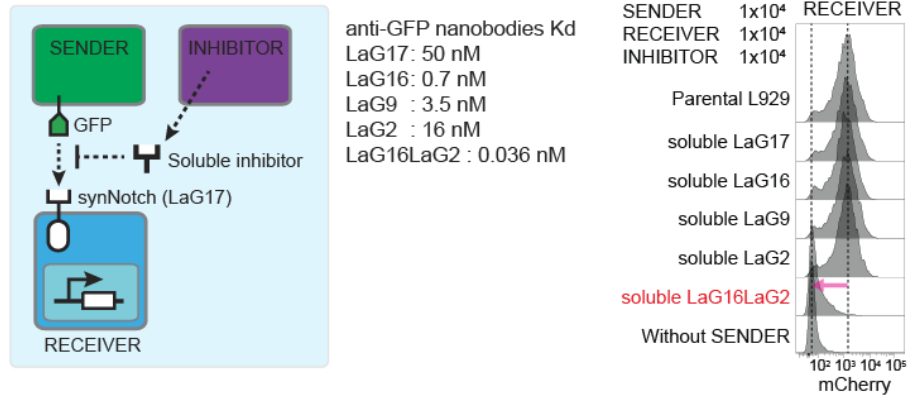 SENDER
INHIBITOR
GFP
Soluble inhibitor
synNotch (LaG17)
RECEIVER
anti-GFP nanobodies Kd
LaG17: 50 nM
LaG16: 0.7 nM
LaG9 : 3.5 nM
LaG2 : 16 nM
LaG16LaG2 : 0.036 nM
SENDER 1x10⁴
RECEIVER 1x10⁴
INHIBITOR 1x10⁴
RECEIVER
Parental L929
soluble LaG17
soluble LaG16
soluble LaG9
soluble LaG2
soluble LaG16LaG2
Without SENDER
10² 10³ 10⁴ 10⁵
mCherry